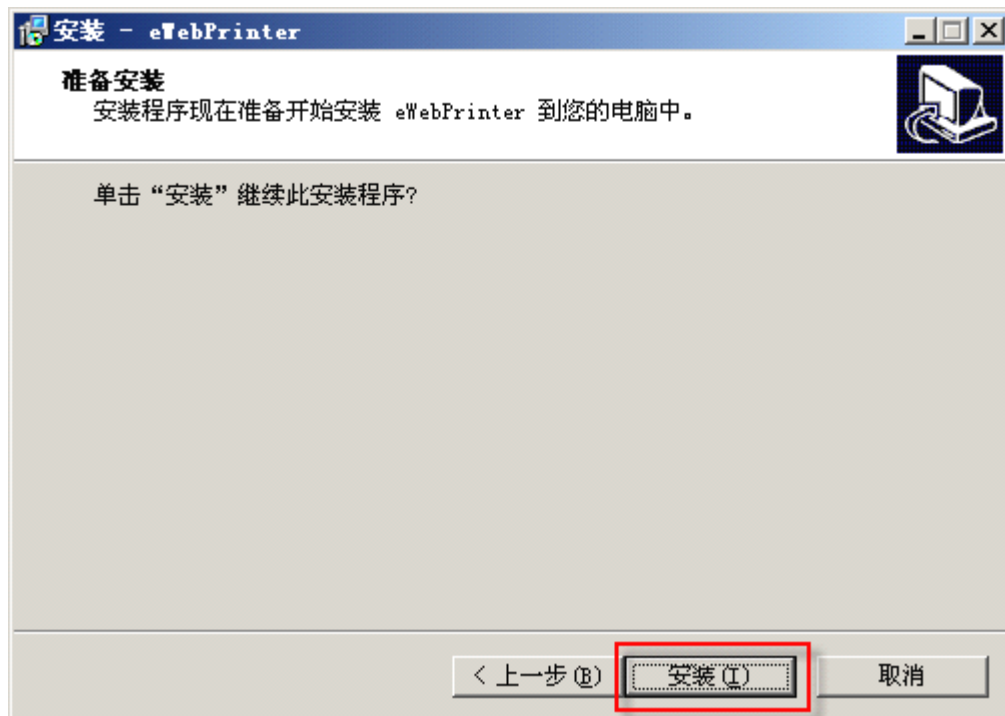 安装 - eWebPrinter
准备安装
安装程序现在准备开始安装 eWebPrinter 到您的电脑中。
单击“安装”继续此安装程序?
< 上一步(B)
安装(I)
取消